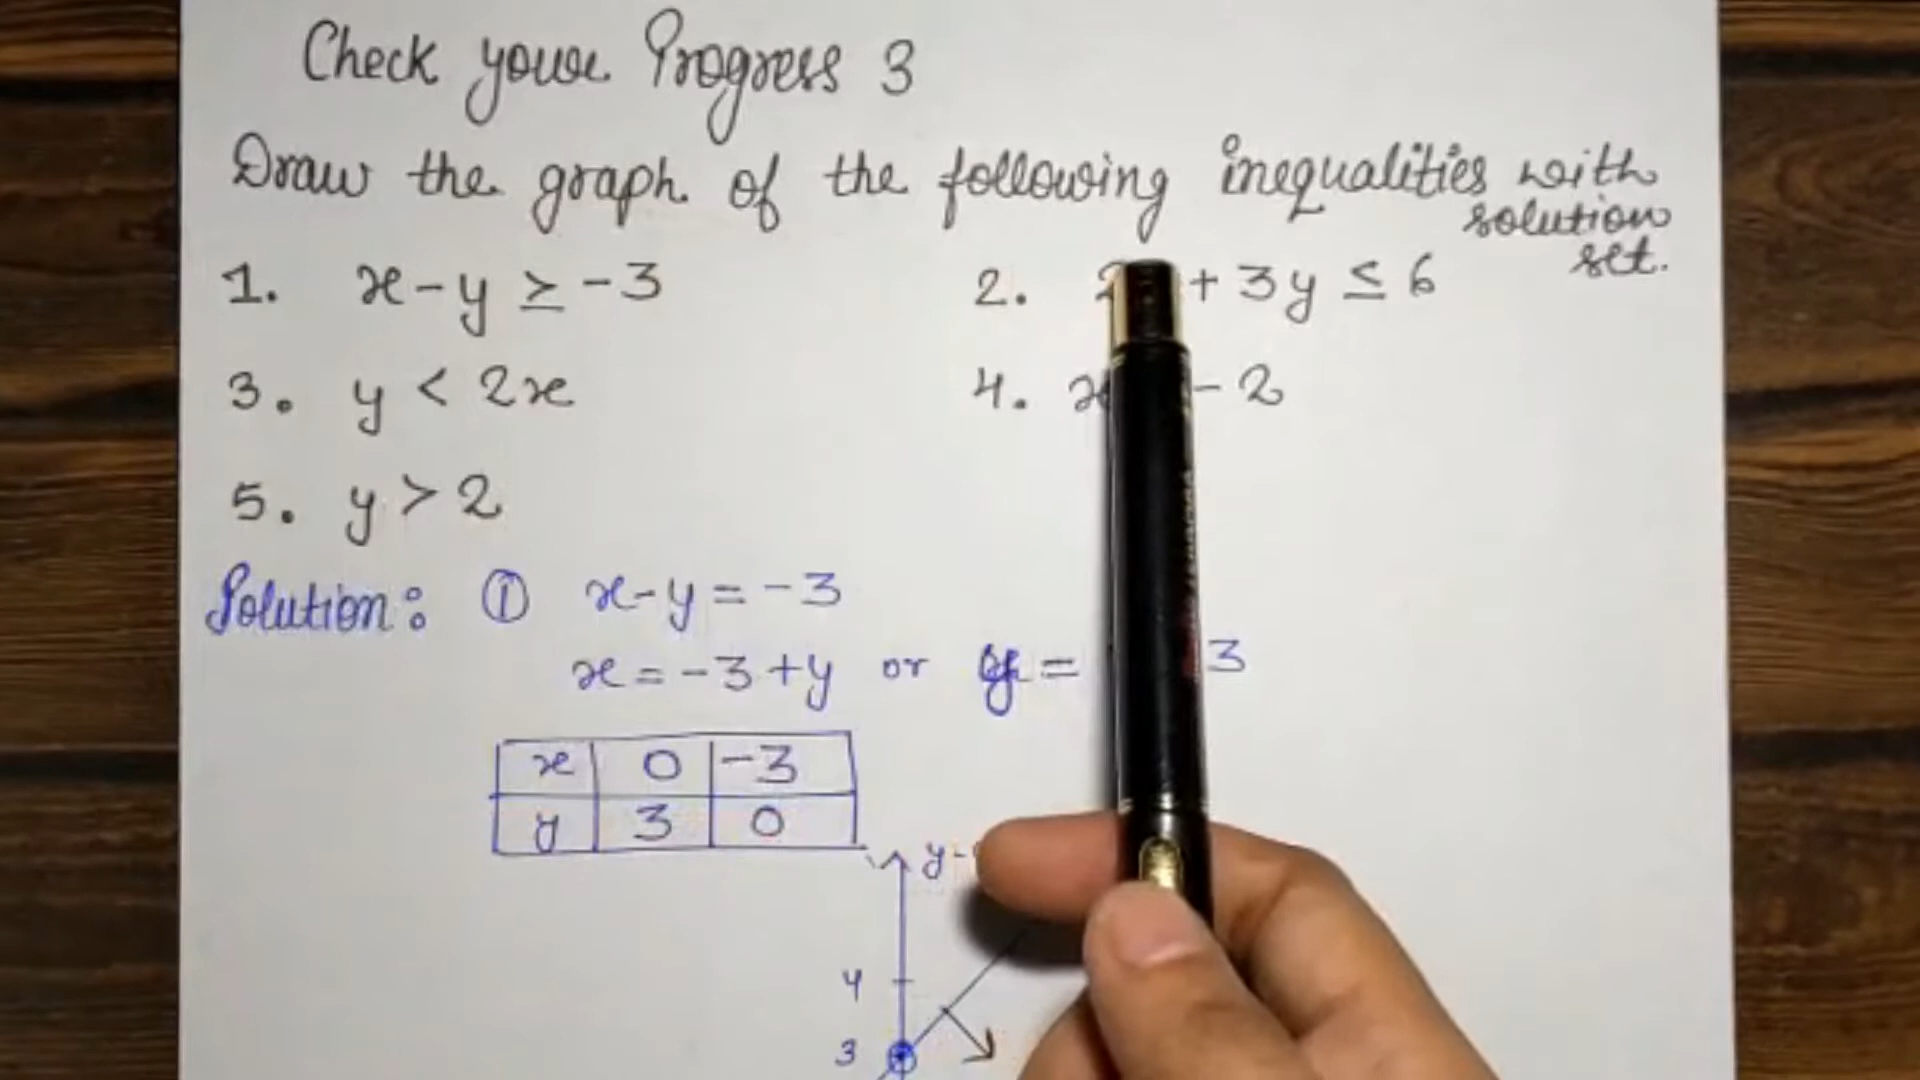 Check your Progress 3
Draw the graph of the following inequalities with solution set.
1. x - y ≥ -3
2. 2 + 3y ≤ 6
3. y < 2x
4. x - 2
5. y > 2
Solution: ① x - y = -3
x = -3 + y or y = 3
x 0 -3
y 3 0
y-
4
3